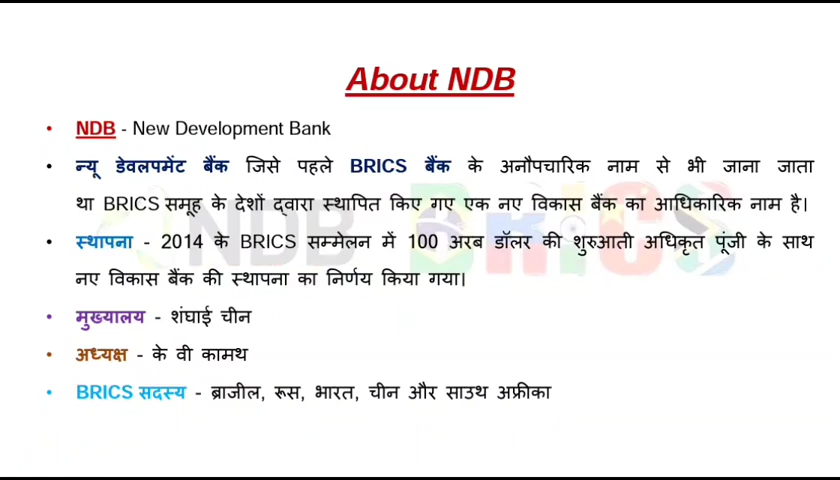 About NDB
• NDB - New Development Bank
• न्यू डेवलपमेंट बैंक जिसे पहले BRICS बैंक के अनौपचारिक नाम से भी जाना जाता
था BRICS समूह के देशों द्वारा स्थापित किए गए एक नए विकास बैंक का आधिकारिक नाम है।
• स्थापना - 2014 के BRICS सम्मेलन में 100 अरब डॉलर की शुरुआती अधिकृत पूंजी के साथ
नए विकास बैंक की स्थापना का निर्णय किया गया।
• मुख्यालय - शंघाई चीन
• अध्यक्ष - के वी कामथ
• BRICS सदस्य - ब्राजील, रूस, भारत, चीन और साउथ अफ्रीका
NDB BRICS